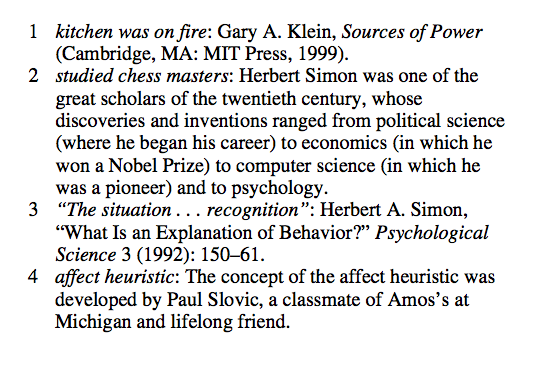 1 kitchen was on fire: Gary A. Klein, Sources of Power
(Cambridge, MA: MIT Press, 1999).
2 studied chess masters: Herbert Simon was one of the
great scholars of the twentieth century, whose
discoveries and inventions ranged from political science
(where he began his career) to economics (in which he
won a Nobel Prize) to computer science (in which he
was a pioneer) and to psychology.
3 “The situation . . . recognition”: Herbert A. Simon,
“What Is an Explanation of Behavior?” Psychological
Science 3 (1992): 150–61.
4 affect heuristic: The concept of the affect heuristic was
developed by Paul Slovic, a classmate of Amos’s at
Michigan and lifelong friend.